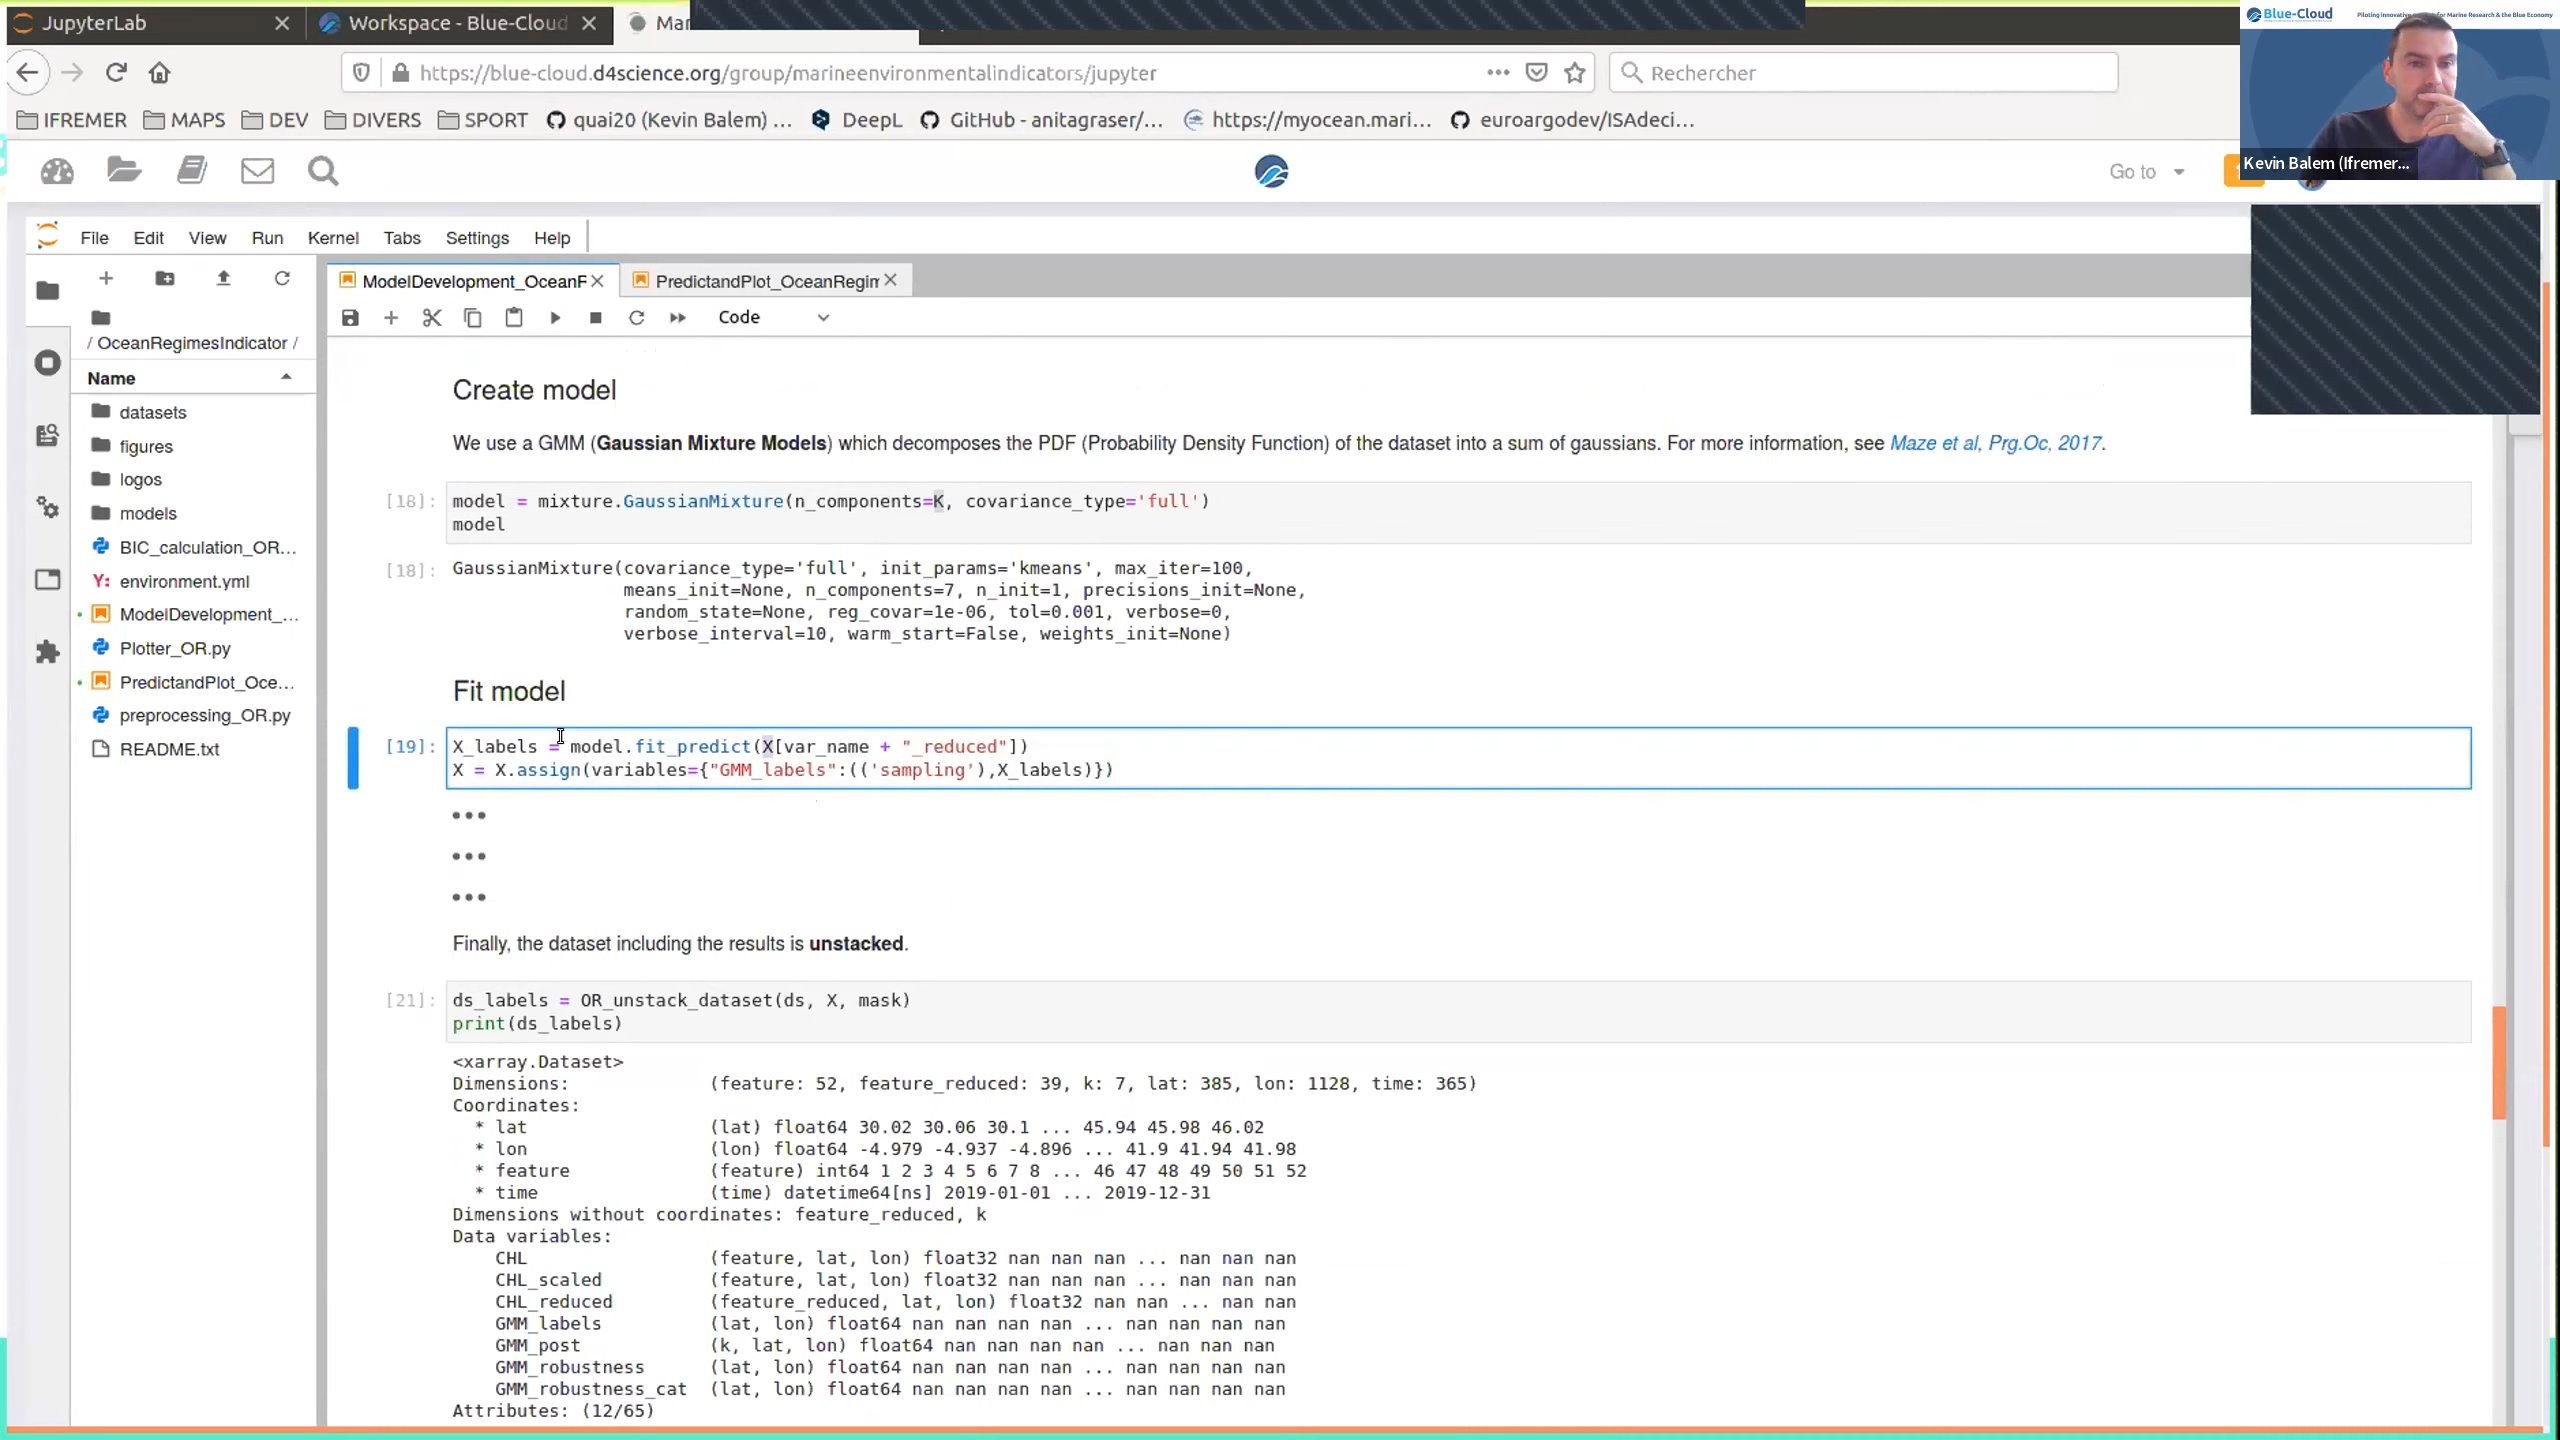 JupyterLab
Workspace - Blue-Cloud
Mar
Blue-Cloud
https://blue-cloud.d4science.org/group/marineenvironmentalindicators/jupyter
Rechercher
IFREMER MAPS DEV DIVERS SPORT quai20 (Kevin Balem) ... DeepL GitHub - anitagraser/... https://myocean.mari... euroargodev/ISAdeci...
Kevin Balem (Ifremer...
Go to
File Edit View Run Kernel Tabs Settings Help
ModelDevelopment_OceanR
PredictandPlot_OceanRegim
Code
/ OceanRegimesIndicator /
Name
datasets
figures
logos
models
BIC_calculation_OR...
environment.yml
ModelDevelopment_...
Plotter_OR.py
PredictandPlot_Oce...
preprocessing_OR.py
README.txt
Create model
We use a GMM (Gaussian Mixture Models) which decomposes the PDF (Probability Density Function) of the dataset into a sum of gaussians. For more information, see Maze et al, Prg.Oc, 2017.
[18]: model = mixture.GaussianMixture(n_components=K, covariance_type='full')
model
[18]: GaussianMixture(covariance_type='full', init_params='kmeans', max_iter=100,
means_init=None, n_components=7, n_init=1, precisions_init=None,
random_state=None, reg_covar=1e-06, tol=0.001, verbose=0,
verbose_interval=10, warm_start=False, weights_init=None)
Fit model
[19]: X_labels = model.fit_predict(X[var_name + "_reduced"])
X = X.assign(variables={"GMM_labels":(('sampling'),X_labels)})
Finally, the dataset including the results is unstacked.
[21]: ds_labels = OR_unstack_dataset(ds, X, mask)
print(ds_labels)
<xarray.Dataset>
Dimensions: (feature: 52, feature_reduced: 39, k: 7, lat: 385, lon: 1128, time: 365)
Coordinates:
* lat (lat) float64 30.02 30.06 30.1 ... 45.94 45.98 46.02
* lon (lon) float64 -4.979 -4.937 -4.896 ... 41.9 41.94 41.98
* feature (feature) int64 1 2 3 4 5 6 7 8 ... 46 47 48 49 50 51 52
* time (time) datetime64[ns] 2019-01-01 ... 2019-12-31
Dimensions without coordinates: feature_reduced, k
Data variables:
CHL (feature, lat, lon) float32 nan nan nan ... nan nan nan
CHL_scaled (feature, lat, lon) float32 nan nan nan ... nan nan nan
CHL_reduced (feature_reduced, lat, lon) float32 nan nan ... nan nan
GMM_labels (lat, lon) float64 nan nan nan nan ... nan nan nan nan
GMM_post (k, lat, lon) float64 nan nan nan nan ... nan nan nan
GMM_robustness (lat, lon) float64 nan nan nan nan ... nan nan nan nan
GMM_robustness_cat (lat, lon) float64 nan nan nan nan ... nan nan nan nan
Attributes: (12/65)